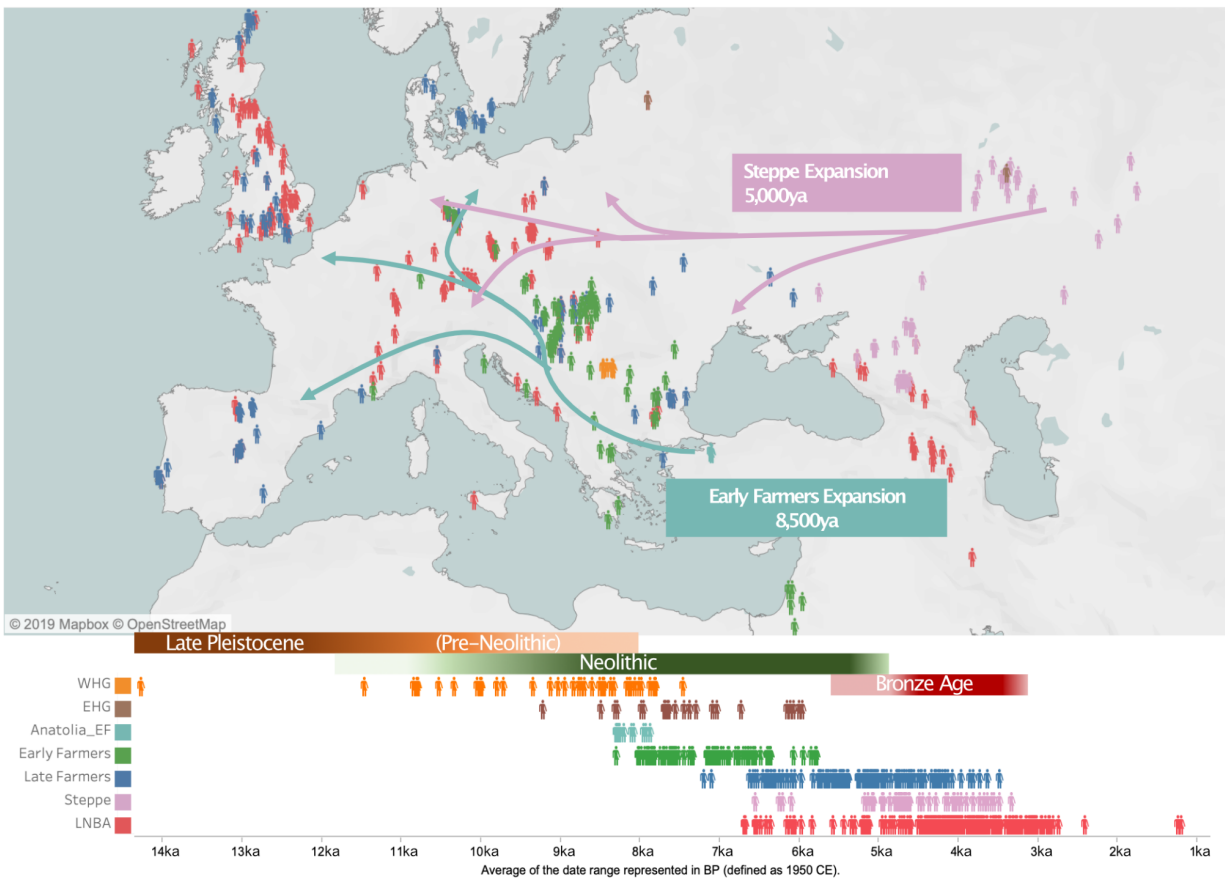 Steppe Expansion
5,000ya
Early Farmers Expansion
8,500ya
© 2019 Mapbox © OpenStreetMap
Late Pleistocene (Pre-Neolithic)
Neolithic
Bronze Age
WHG
EHG
Anatolia_EF
Early Farmers
Late Farmers
Steppe
LNBA
14ka 13ka 12ka 11ka 10ka 9ka 8ka 7ka 6ka 5ka 4ka 3ka 2ka 1ka
Average of the date range represented in BP (defined as 1950 CE).